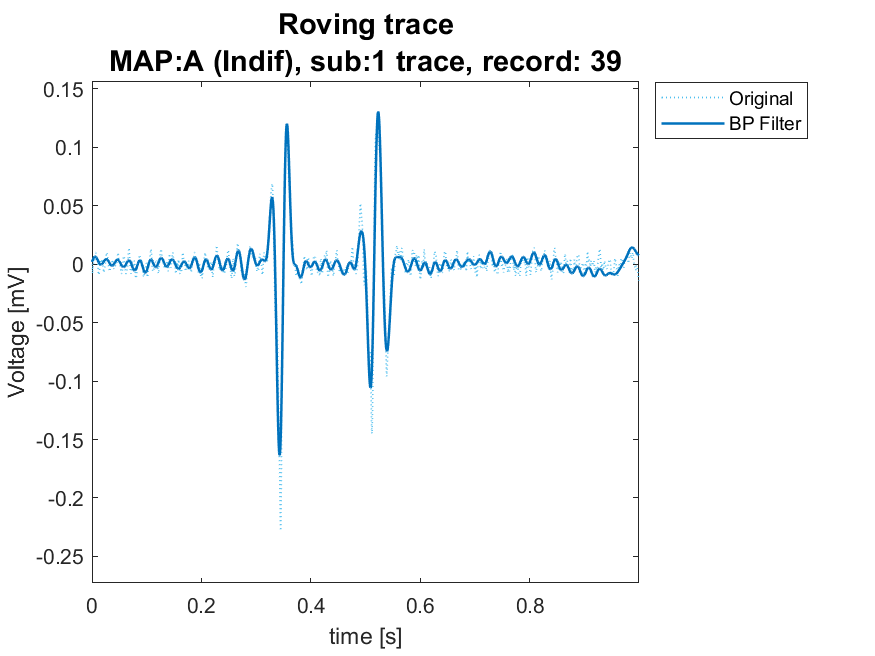 Roving trace
MAP:A (Indif), sub:1 trace, record: 39
Original
BP Filter
0.15
0.1
0.05
0
-0.05
-0.1
-0.15
-0.2
-0.25
Voltage [mV]
0 0.2 0.4 0.6 0.8
time [s]